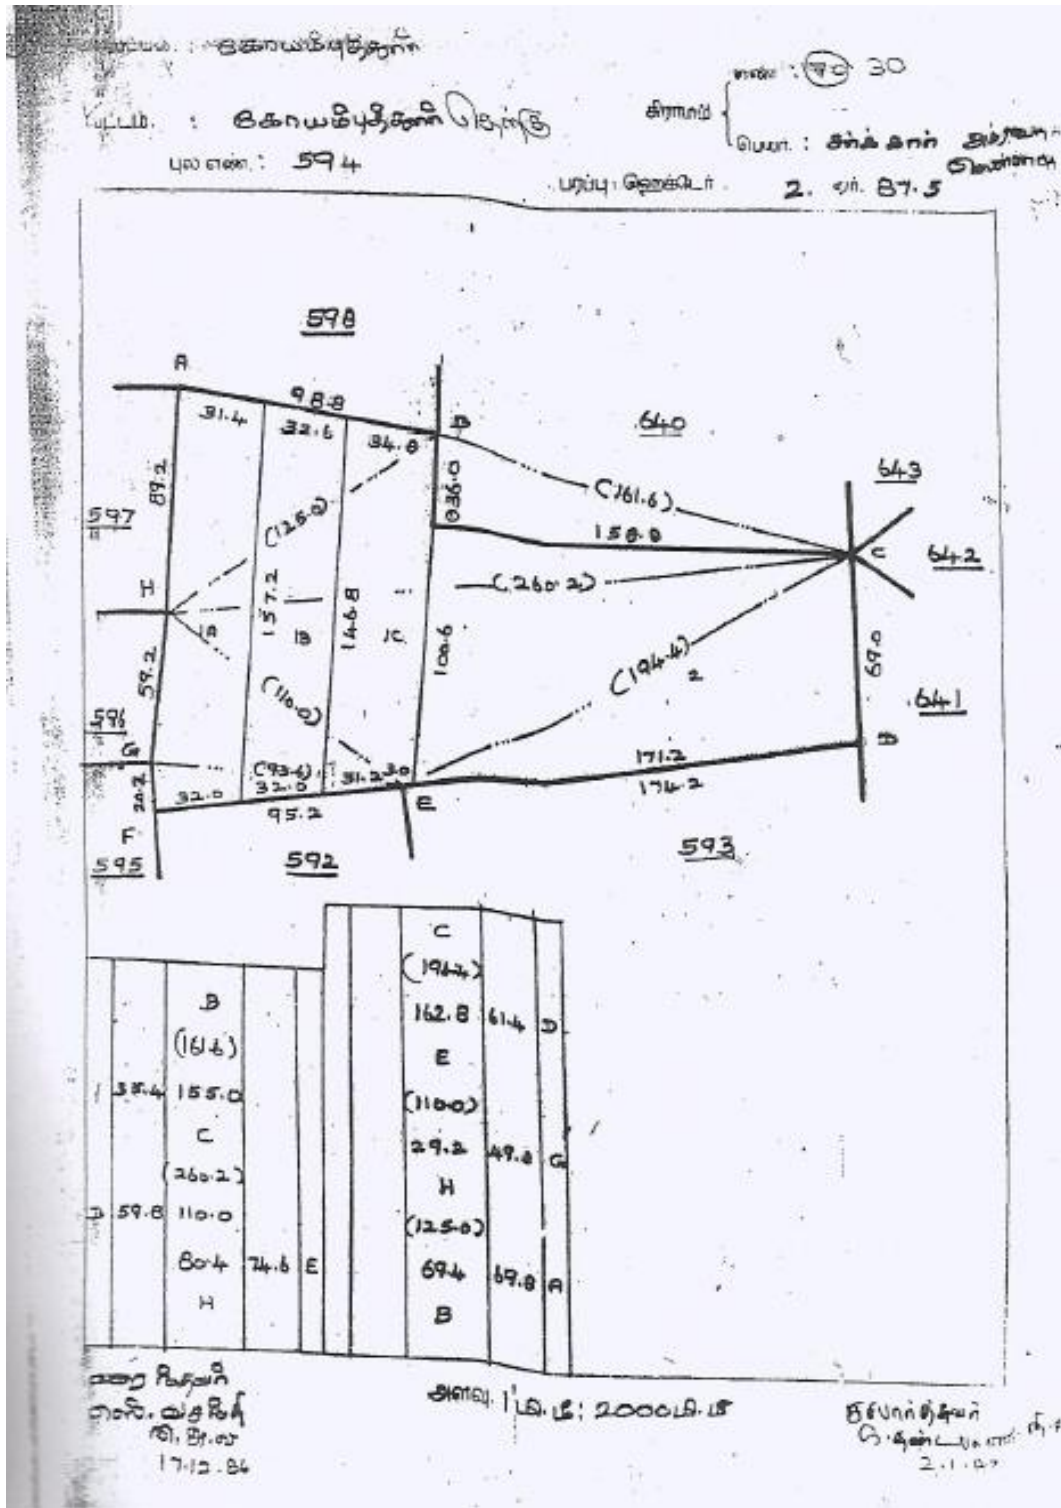 கோயம்புத்தூர்
எண் : 30
கிராமம்
வட்டம். : கோயம்புத்தூர் தெற்கு
பெயர். : சர்க்கார்
புல எண். : 594
பரப்பு : ஹெக்டேர் 2. ஏர். 87.5
598
A
98.8
31.4
32.6
34.8
B
640
89.2
036.0
(161.6)
643
597
(125.0)
158.8
C
642
(260.2)
H
157.2
146.8
1A
1B
1C
100.6
69.0
59.2
(194.4)
2
(110.0)
641
596
G
D
171.2
(93.6)
31.2
30
174.2
20.2
32.0
32.0
E
95.2
F
593
595
592
C
(194.4)
B
162.8 61.4 D
(161.6)
E
35.4 155.0
(110.0)
C
29.2 49.8 G
(260.2)
H
59.8 110.0
(125.0)
80.4 74.6 E
69.4 69.8 A
H
B
அளவு. 1 மி.மீ : 2000 மி.மீ
17.12.86
2.1.87